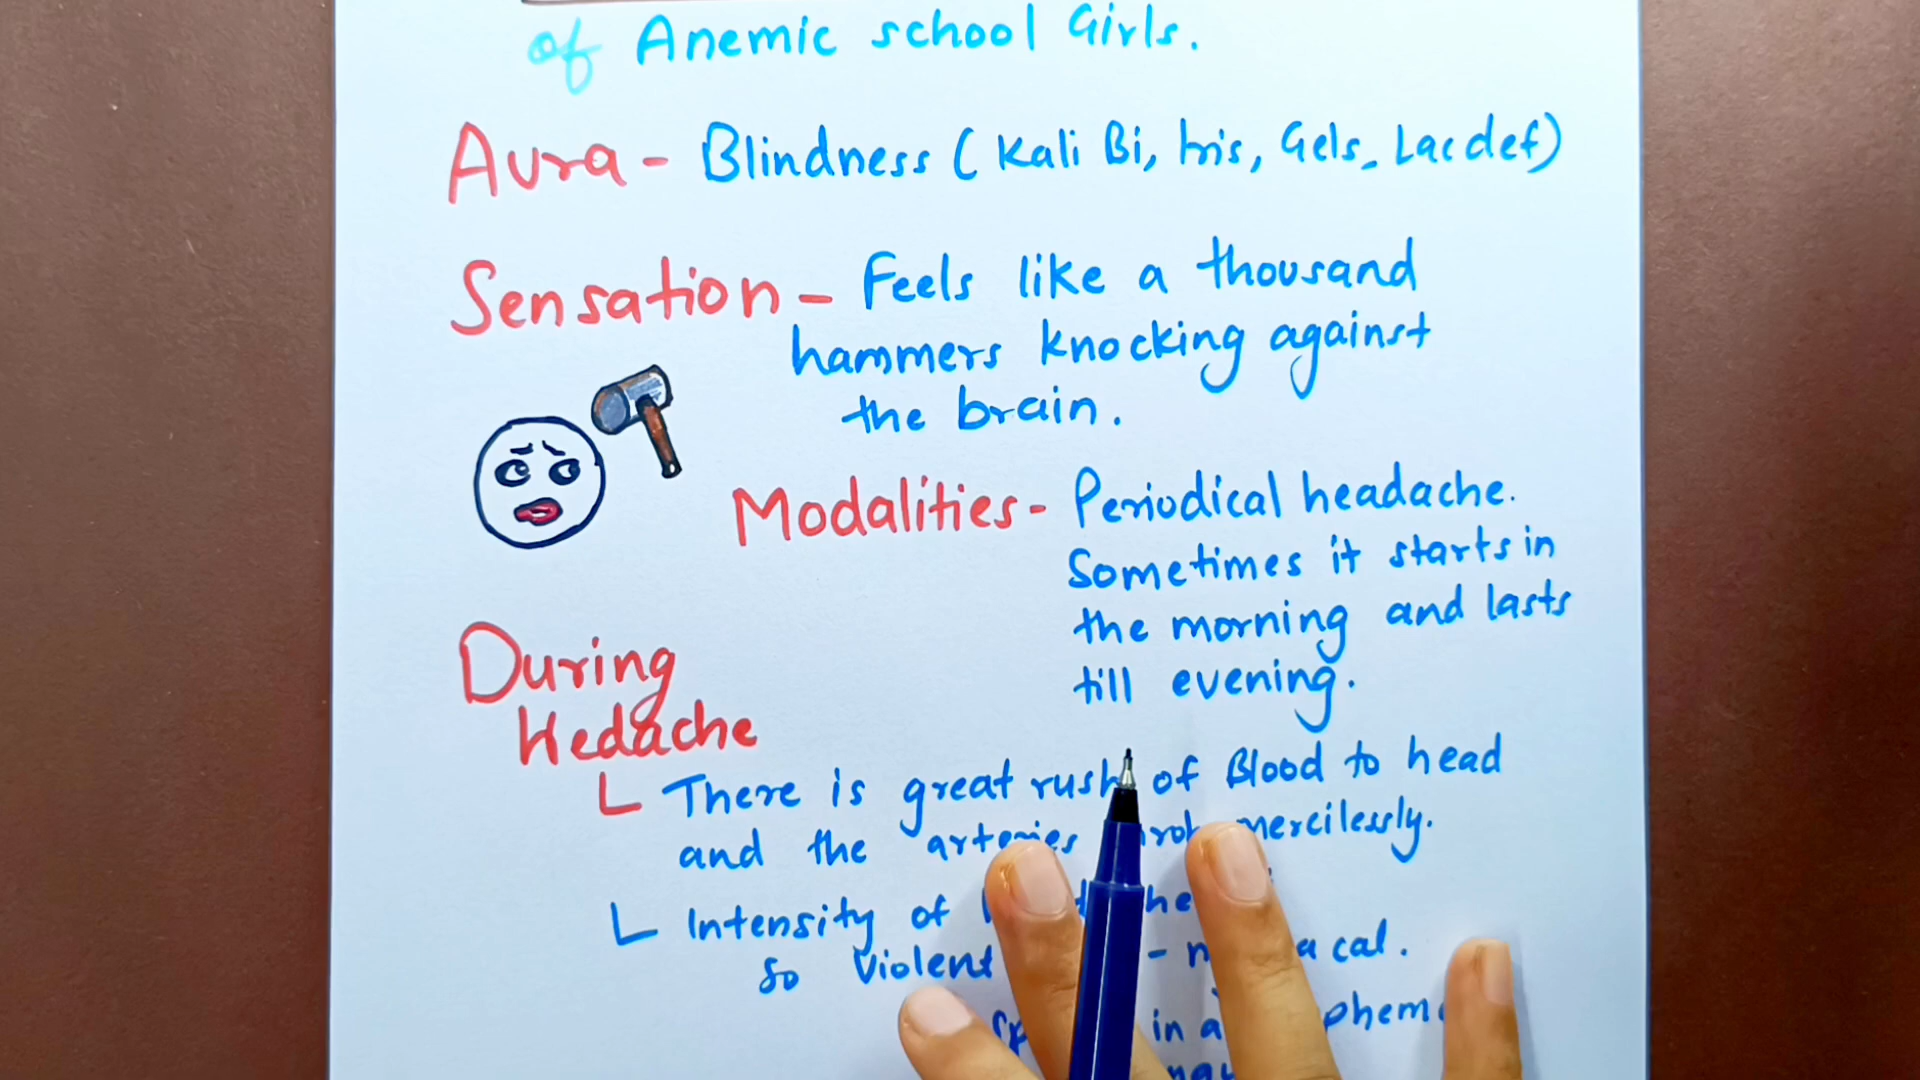 of Anemic school Girls.
Aura - Blindness (Kali Bi, Iris, Gels, Lac def)
Sensation - Feels like a thousand
hammers knocking against
the brain.
Modalities - Periodical headache.
Sometimes it starts in
the morning and lasts
till evening.
During
Hedache
There is great rush of Blood to head
and the arteries mercilessly.
Intensity of
so violent cal.
in a